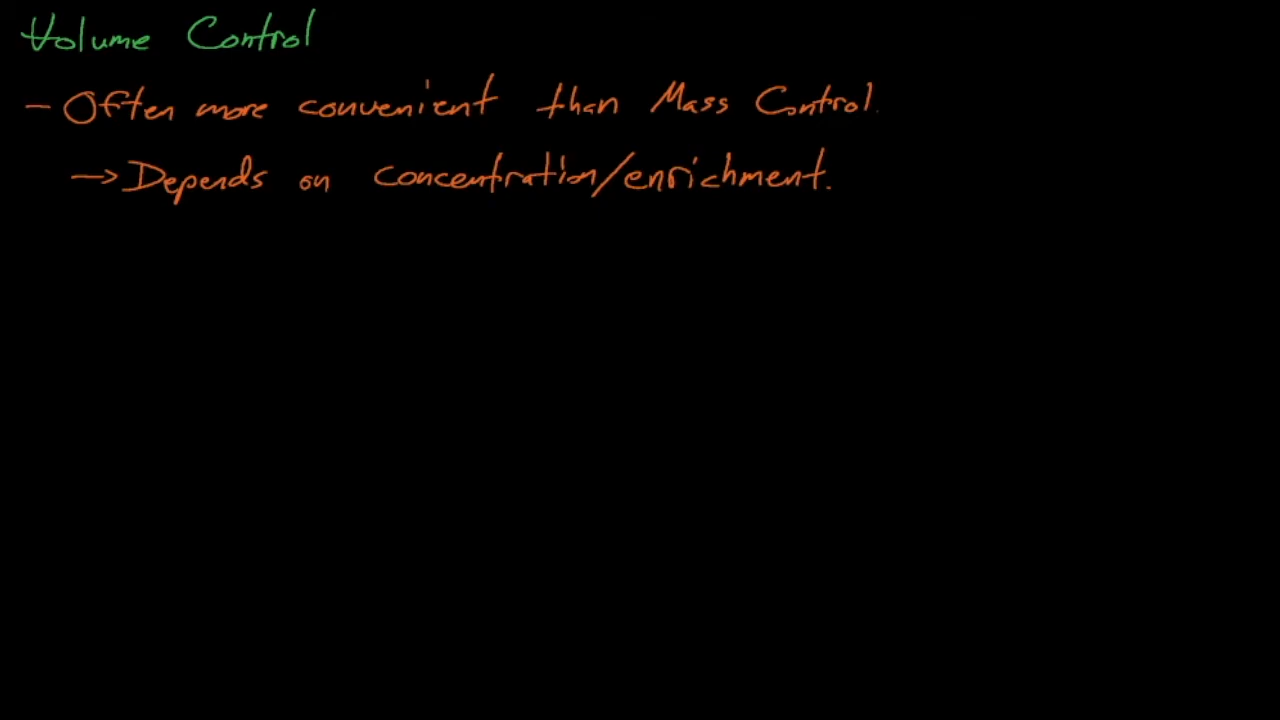 Volume Control
- Often more convenient than Mass Control.
→ Depends on concentration/enrichment.